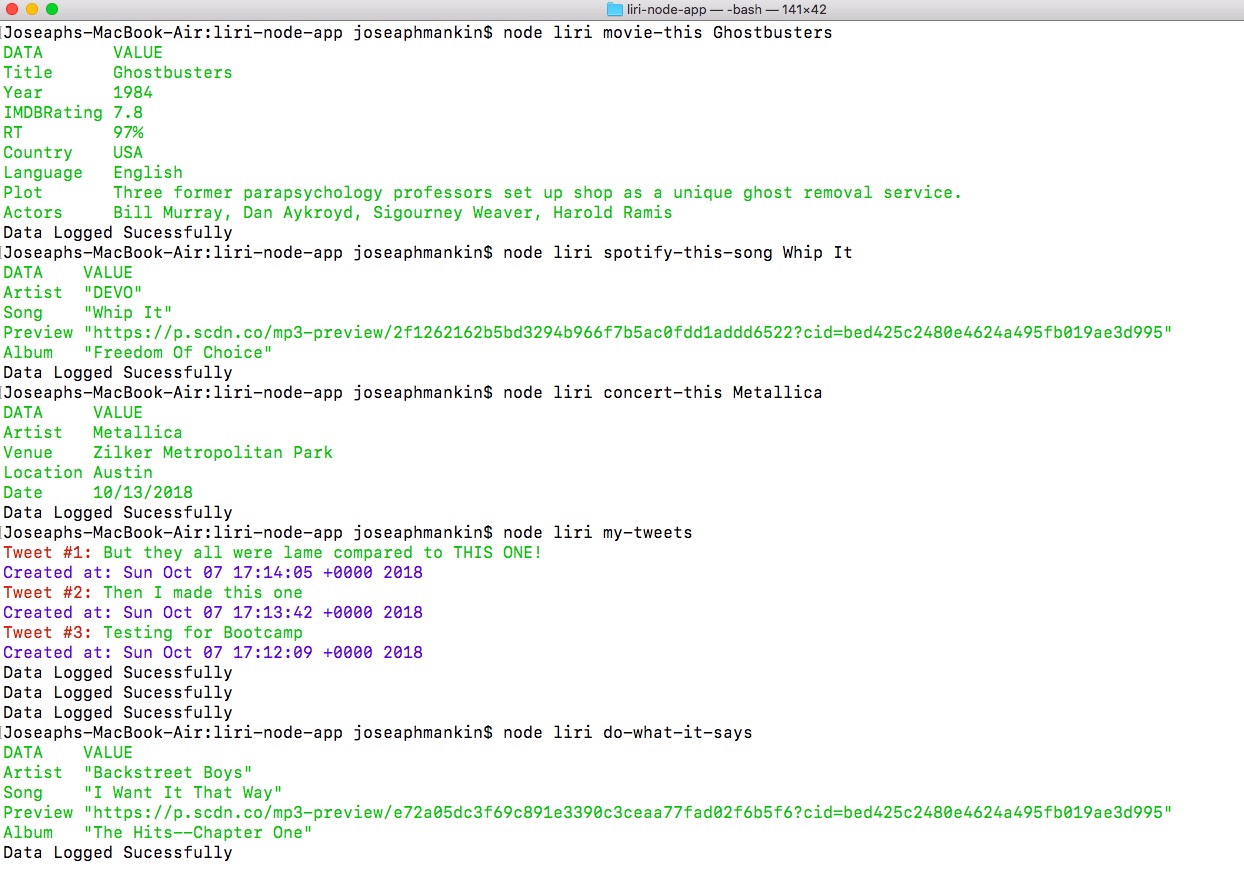 liri-node-app — -bash — 141×42
[Joseaphs-MacBook-Air:liri-node-app joseaphmankin$ node liri movie-this Ghostbusters
DATA VALUE
Title Ghostbusters
Year 1984
IMDBRating 7.8
RT 97%
Country USA
Language English
Plot Three former parapsychology professors set up shop as a unique ghost removal service.
Actors Bill Murray, Dan Aykroyd, Sigourney Weaver, Harold Ramis
Data Logged Sucessfully
[Joseaphs-MacBook-Air:liri-node-app joseaphmankin$ node liri spotify-this-song Whip It
DATA VALUE
Artist "DEVO"
Song "Whip It"
Preview "https://p.scdn.co/mp3-preview/2f1262162b5bd3294b966f7b5ac0fdd1addd6522?cid=bed425c2480e4624a495fb019ae3d995"
Album "Freedom Of Choice"
Data Logged Sucessfully
[Joseaphs-MacBook-Air:liri-node-app joseaphmankin$ node liri concert-this Metallica
DATA VALUE
Artist Metallica
Venue Zilker Metropolitan Park
Location Austin
Date 10/13/2018
Data Logged Sucessfully
[Joseaphs-MacBook-Air:liri-node-app joseaphmankin$ node liri my-tweets
Tweet #1: But they all were lame compared to THIS ONE!
Created at: Sun Oct 07 17:14:05 +0000 2018
Tweet #2: Then I made this one
Created at: Sun Oct 07 17:13:42 +0000 2018
Tweet #3: Testing for Bootcamp
Created at: Sun Oct 07 17:12:09 +0000 2018
Data Logged Sucessfully
Data Logged Sucessfully
Data Logged Sucessfully
[Joseaphs-MacBook-Air:liri-node-app joseaphmankin$ node liri do-what-it-says
DATA VALUE
Artist "Backstreet Boys"
Song "I Want It That Way"
Preview "https://p.scdn.co/mp3-preview/e72a05dc3f69c891e3390c3ceaa77fad02f6b5f6?cid=bed425c2480e4624a495fb019ae3d995"
Album "The Hits--Chapter One"
Data Logged Sucessfully